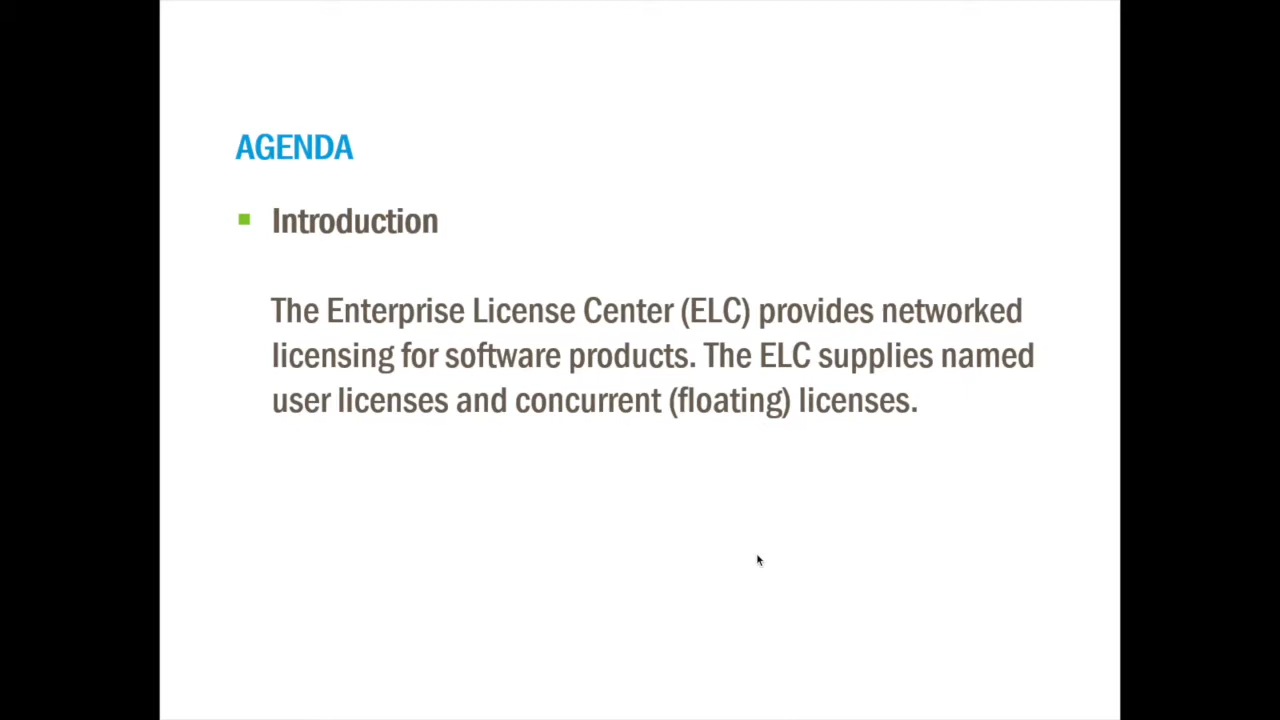 AGENDA
Introduction
The Enterprise License Center (ELC) provides networked
licensing for software products. The ELC supplies named
user licenses and concurrent (floating) licenses.